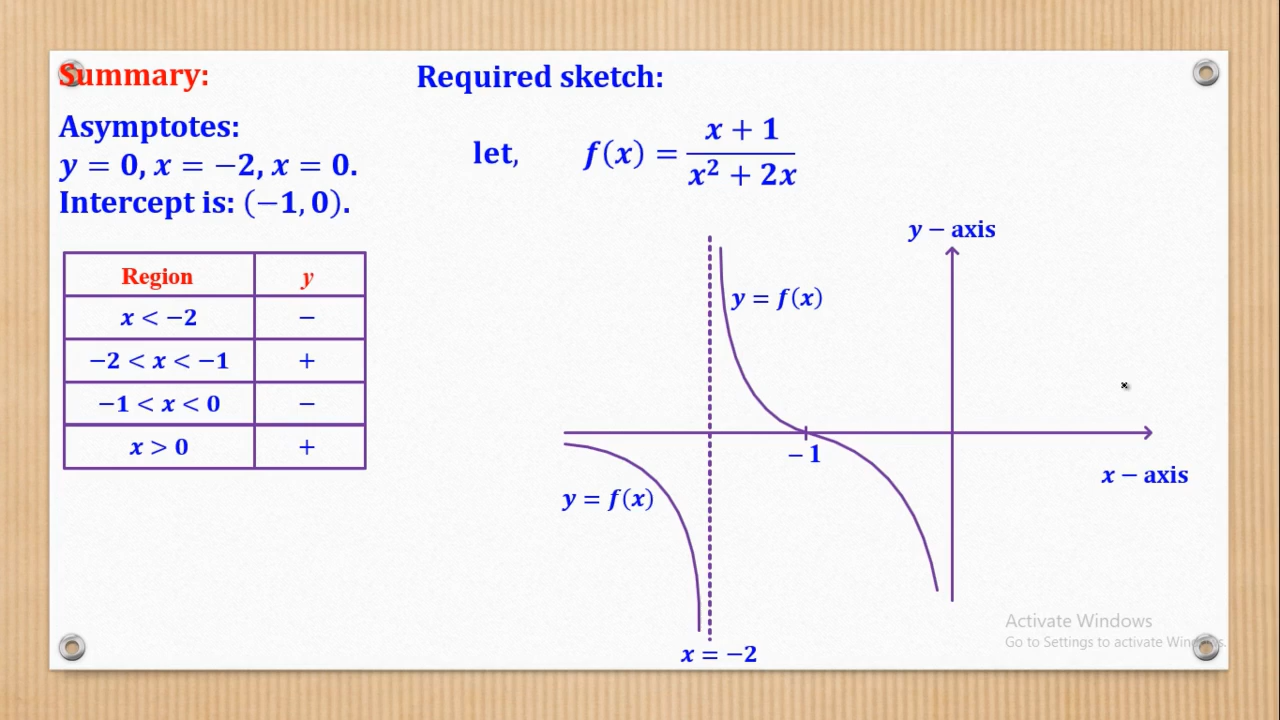 Summary:
Asymptotes:
y = 0, x = −2, x = 0.
Intercept is: (−1, 0).
Region y
x < −2 −
−2 < x < −1 +
−1 < x < 0 −
x > 0 +
Required sketch:
let, f(x) = \frac{x + 1}{x² + 2x}
y − axis
y = f(x)
−1
x − axis
y = f(x)
x = −2
Activate Windows
Go to Settings to activate Windows.